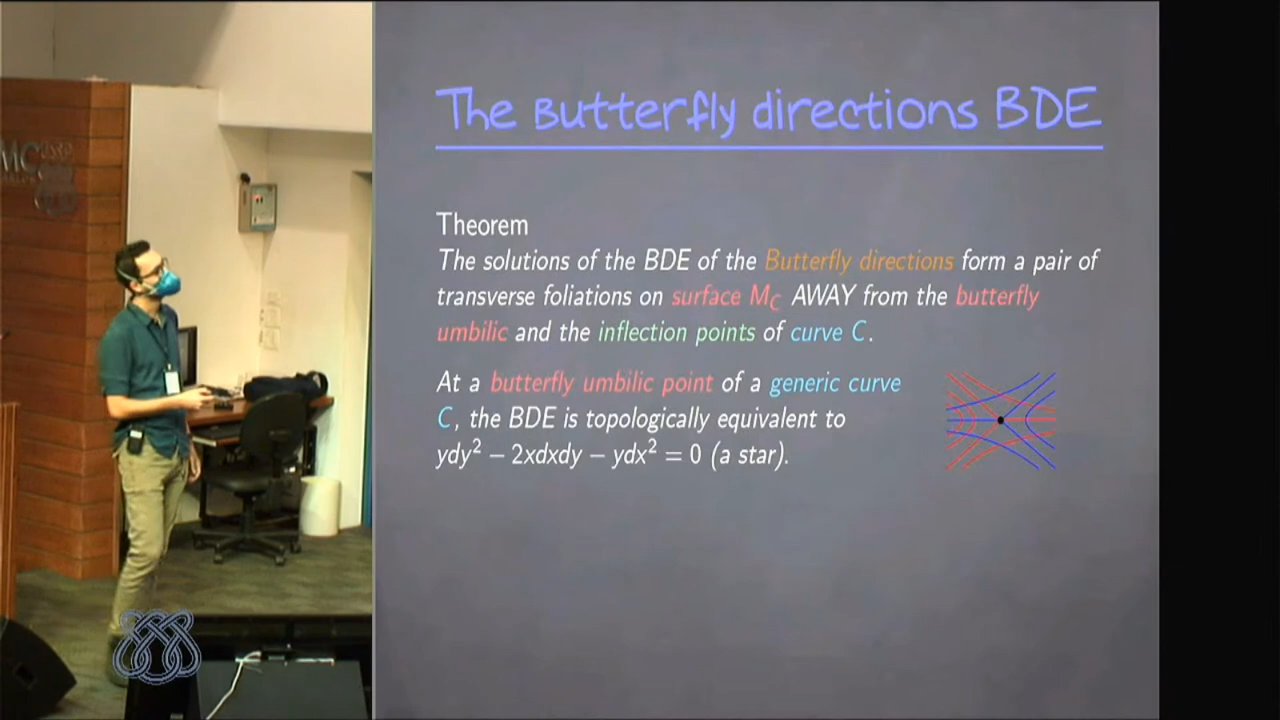 The Butterfly directions BDE
Theorem
The solutions of the BDE of the Butterfly directions form a pair of
transverse foliations on surface M_C AWAY from the butterfly
umbilic and the inflection points of curve C.
At a butterfly umbilic point of a generic curve
C, the BDE is topologically equivalent to
ydy² − 2xdxdy − ydx² = 0 (a star).